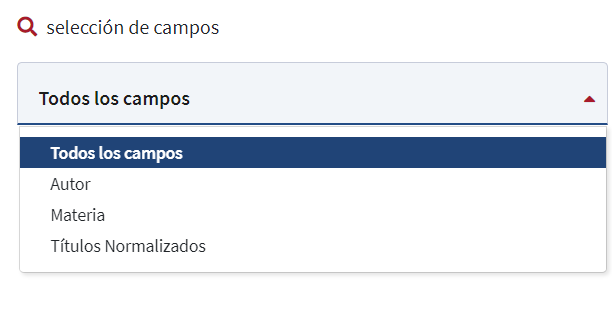 selección de campos
Todos los campos
Todos los campos
Autor
Materia
Títulos Normalizados